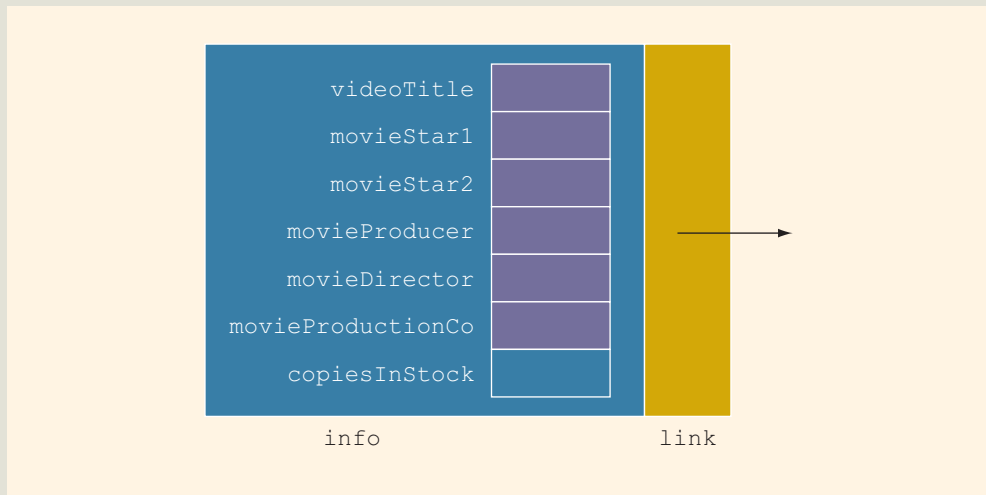 videoTitle
movieStar1
movieStar2
movieProducer
movieDirector
movieProductionCo
copiesInStock
info link